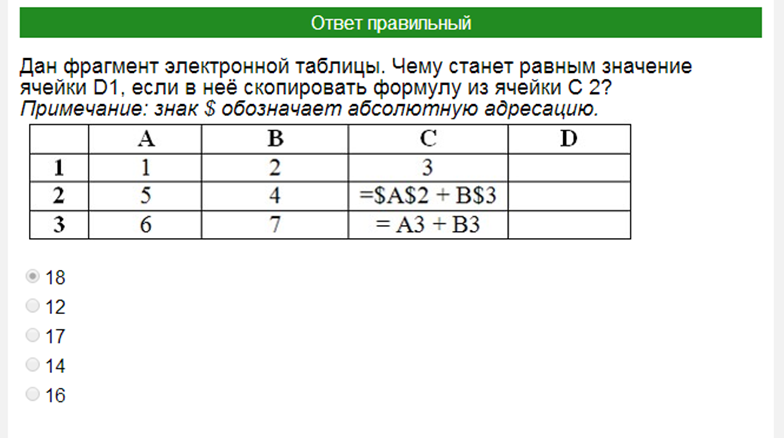 Ответ правильный
Дан фрагмент электронной таблицы. Чему станет равным значение
ячейки D1, если в неё скопировать формулу из ячейки C 2?
Примечание: знак $ обозначает абсолютную адресацию.
A B C D
1 1 2 3
2 5 4 =$A$2 + B$3
3 6 7 = A3 + B3
18
12
17
14
16